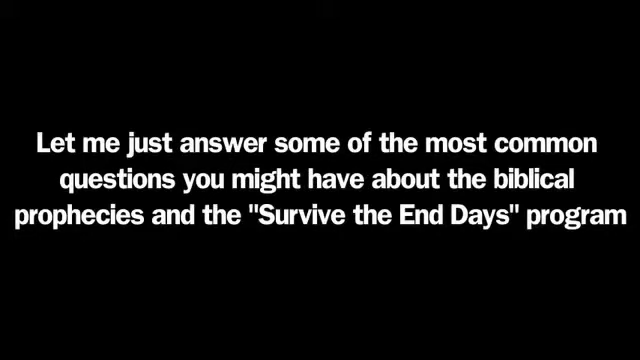 Let me just answer some of the most common
questions you might have about the biblical
prophecies and the "Survive the End Days" program